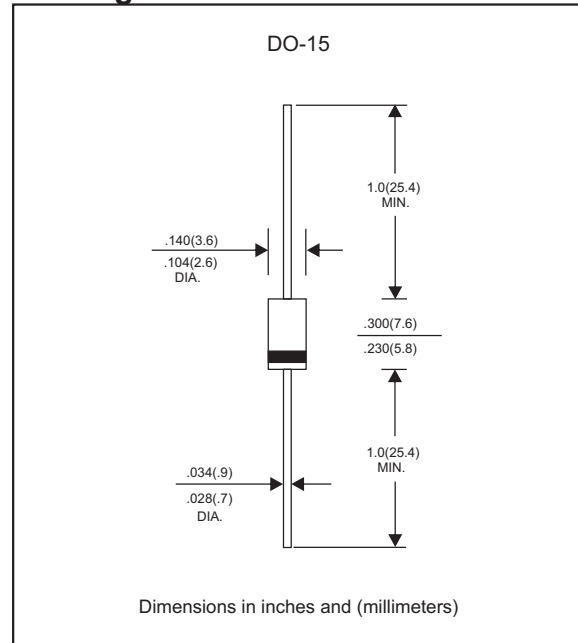 DO-15
1.0(25.4)
MIN.
.140(3.6)
.104(2.6)
DIA.
.300(7.6)
.230(5.8)
1.0(25.4)
MIN.
.034(.9)
.028(.7)
DIA.
Dimensions in inches and (millimeters)